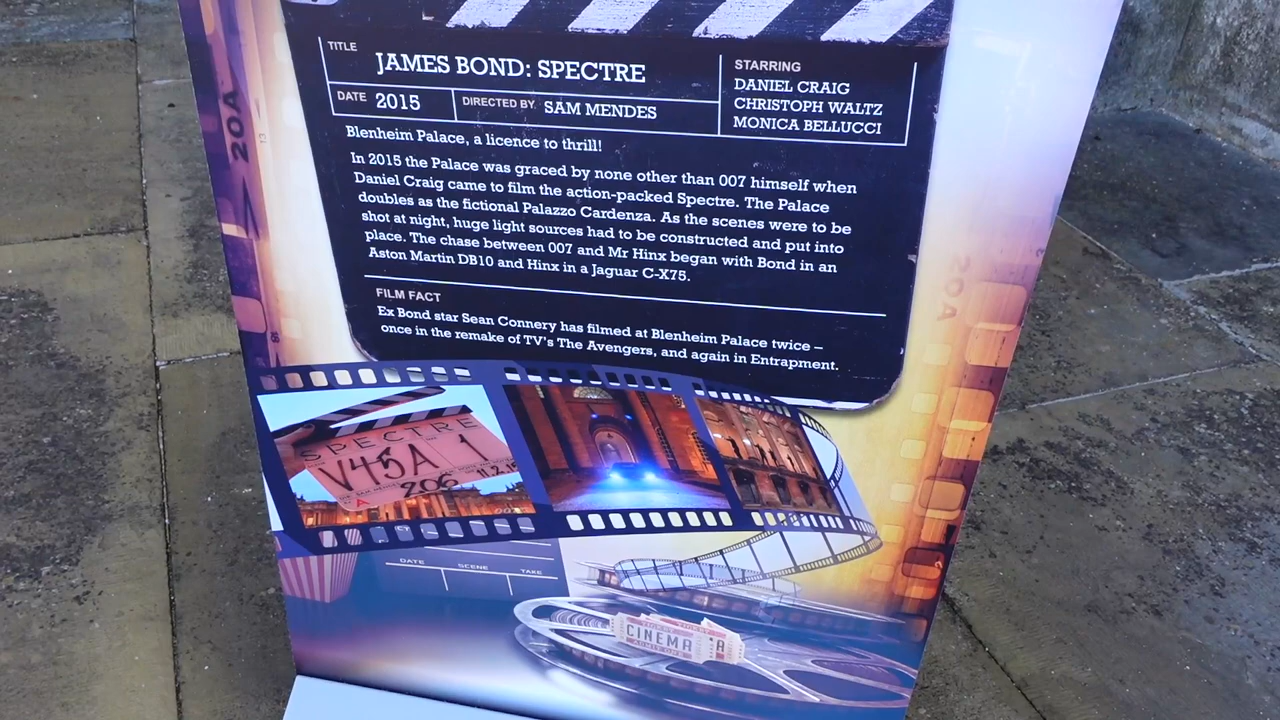 TITLE
JAMES BOND: SPECTRE
DATE 2015
DIRECTED BY SAM MENDES
STARRING
DANIEL CRAIG
CHRISTOPH WALTZ
MONICA BELLUCCI
Blenheim Palace, a licence to thrill!
In 2015 the Palace was graced by none other than 007 himself when
Daniel Craig came to film the action-packed Spectre. The Palace
doubles as the fictional Palazzo Cardenza. As the scenes were to be
shot at night, huge light sources had to be constructed and put into
place. The chase between 007 and Mr Hinx began with Bond in an
Aston Martin DB10 and Hinx in a Jaguar C-X75.
FILM FACT
Ex Bond star Sean Connery has filmed at Blenheim Palace twice –
once in the remake of TV's The Avengers, and again in Entrapment.
20A
13
20A
SPECTRE
V45A 1
206
DATE SCENE TAKE
CINEMA
ADMIT ONE